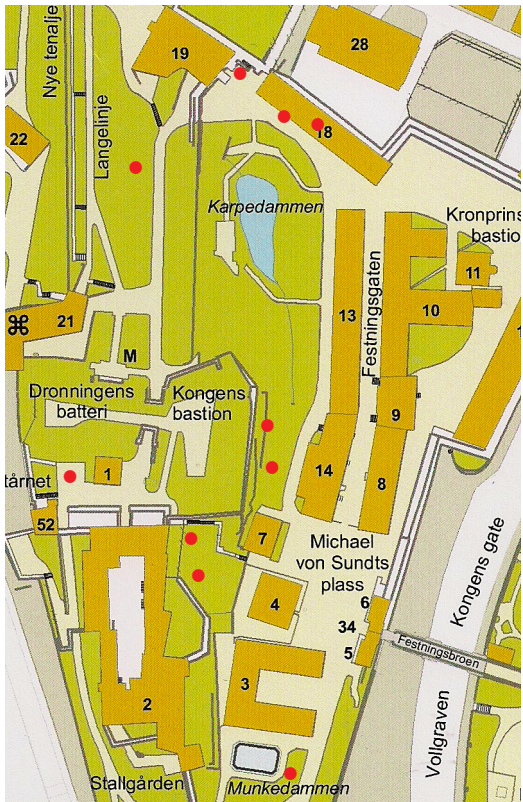 Nye tenalje
19
28
18
22
Langelinje
Karpedammen
Kronprins
bastio
11
13
Festningsgaten
10
21
M
Dronningens
batteri
Kongens
bastion
9
14
8
1
tårnet
52
7
Michael
von Sundts
plass
4
6
34
5
Kongens gate
Festningsbroen
3
2
Vollgraven
Stallgården
Munkedammen